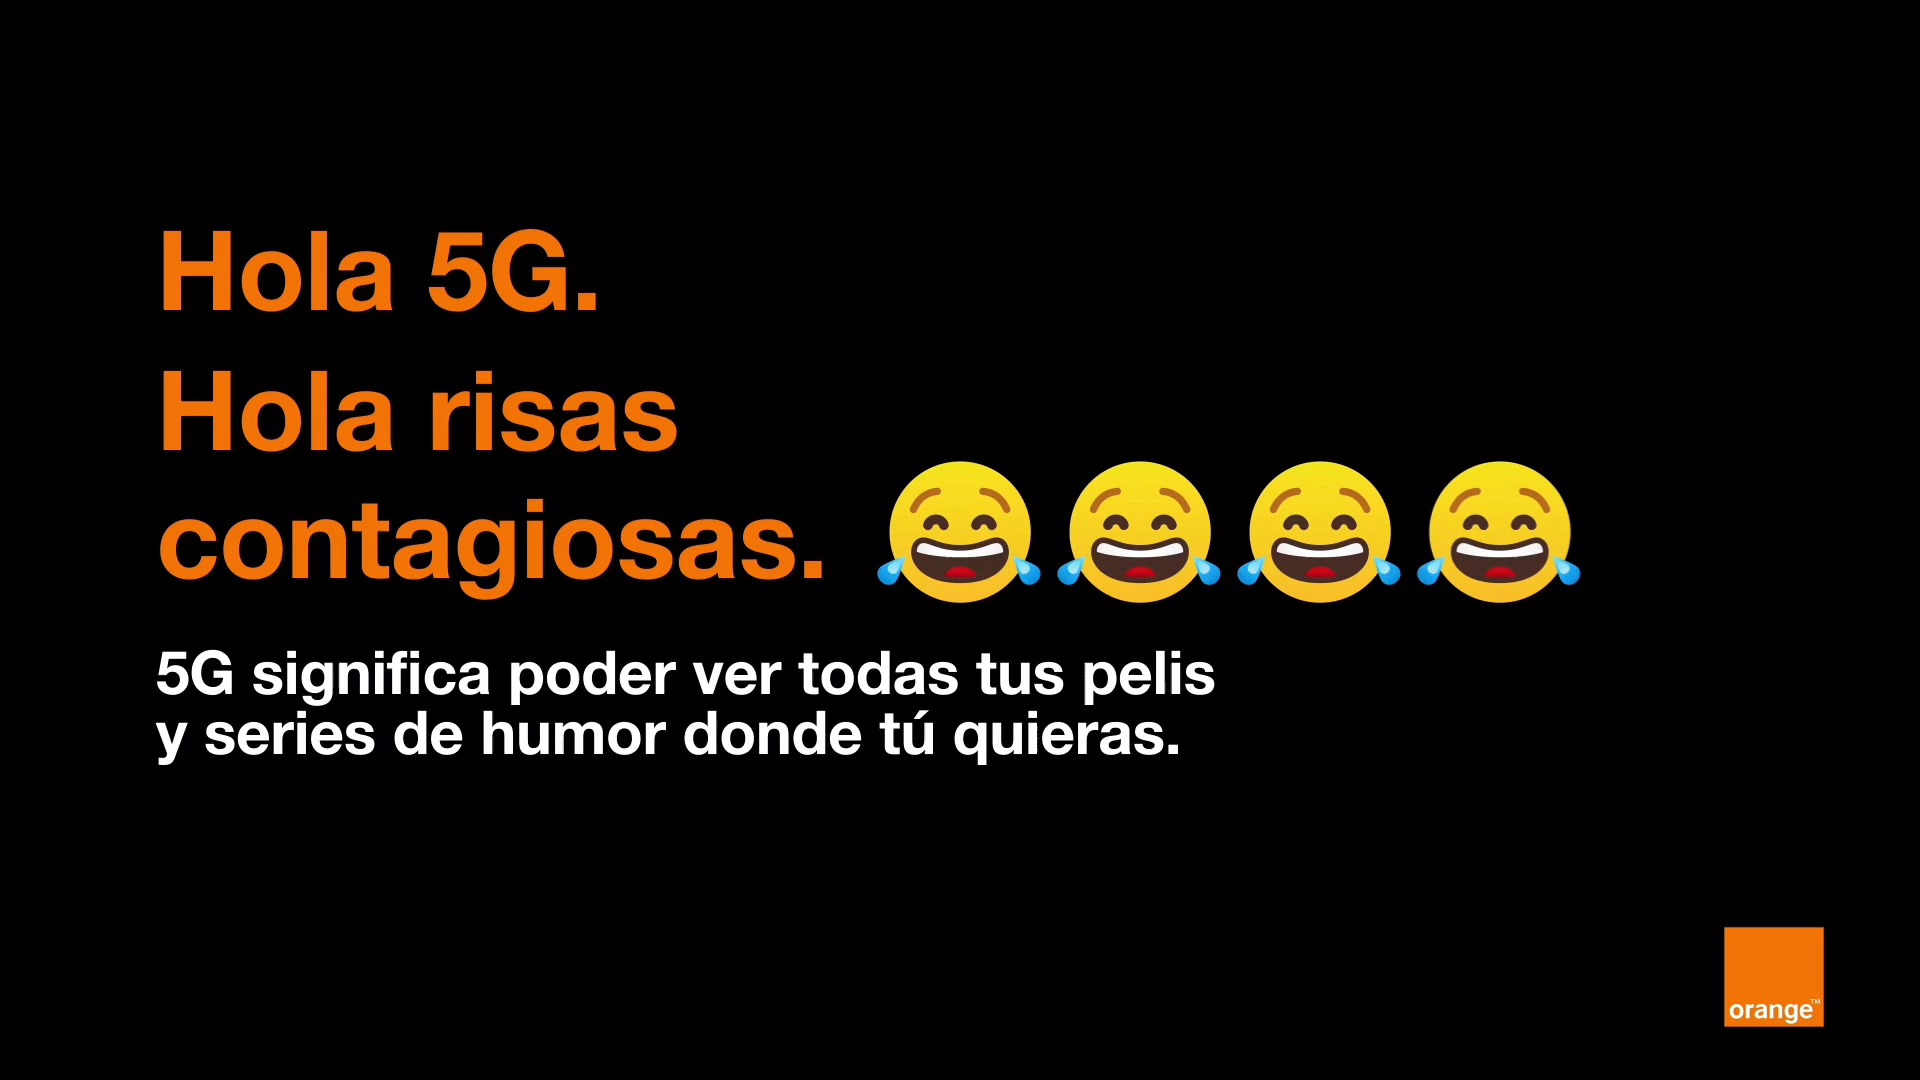 Hola 5G.
Hola risas
contagiosas. 😂😂😂😂
5G significa poder ver todas tus pelis
y series de humor donde tú quieras.
orange™